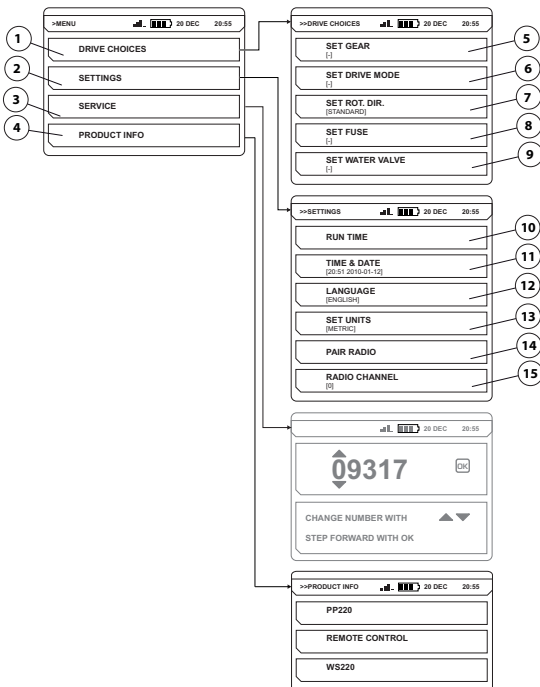 >MENU 20 DEC 20:55
1 DRIVE CHOICES
2 SETTINGS
3 SERVICE
4 PRODUCT INFO
>>DRIVE CHOICES 20 DEC 20:55
SET GEAR 5
[-]
SET DRIVE MODE 6
[-]
SET ROT. DIR. 7
[STANDARD]
SET FUSE 8
[-]
SET WATER VALVE 9
[-]
>>SETTINGS 20 DEC 20:55
RUN TIME 10
TIME & DATE 11
[20:51 2010-01-12]
LANGUAGE 12
[ENGLISH]
SET UNITS 13
[METRIC]
PAIR RADIO 14
RADIO CHANNEL 15
[0]
20 DEC 20:55
09317 OK
CHANGE NUMBER WITH
STEP FORWARD WITH OK
>>PRODUCT INFO 20 DEC 20:55
PP220
REMOTE CONTROL
WS220